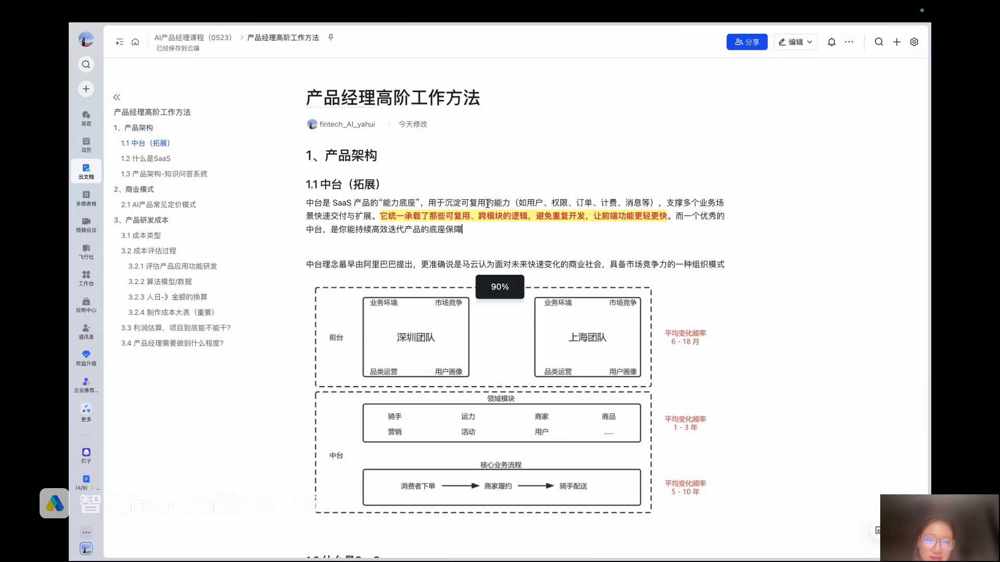 AI产品经理课程（0523） > 产品经理高阶工作方法
已经保存到云端
分享
编辑
消息
日历
云文档
多维表格
视频会议
飞行社
工作台
应用中心
通讯录
权益升级
企业推荐...
更多
扣子
(4/9)：...
产品经理高阶工作方法
1、产品架构
1.1 中台（拓展）
1.2 什么是SaaS
1.3 产品架构-知识问答系统
2、商业模式
2.1 AI产品常见定价模式
3、产品研发成本
3.1 成本类型
3.2 成本评估过程
3.2.1 评估产品应用功能研发
3.2.2 算法模型/数据
3.2.3 人日-》金额的换算
3.2.4 制作成本大表（重要）
3.3 利润估算，项目到底能不能干?
3.4 产品经理需要做到什么程度?
产品经理高阶工作方法
fintech_AI_yahui | 今天修改
1、产品架构
1.1 中台（拓展）
中台是 SaaS 产品的“能力底座”，用于沉淀可复用的能力（如用户、权限、订单、计费、消息等），支撑多个业务场
景快速交付与扩展。它统一承载了那些可复用、跨模块的逻辑，避免重复开发，让前端功能更轻更快。而一个优秀的
中台，是你能持续高效迭代产品的底座保障
中台理念最早由阿里巴巴提出，更准确说是马云认为面对未来快速变化的商业社会，具备市场竞争力的一种组织模式
90%
业务环境 市场竞争
业务环境 市场竞争
前台
深圳团队
上海团队
平均变化频率
6 - 18 月
品类运营 用户画像
品类运营 用户画像
领域模块
骑手 运力 商家 商品
营销 活动 用户 ......
平均变化频率
1 - 3 年
中台
核心业务流程
消费者下单 商家履约 骑手配送
平均变化频率
5 - 10 年
智